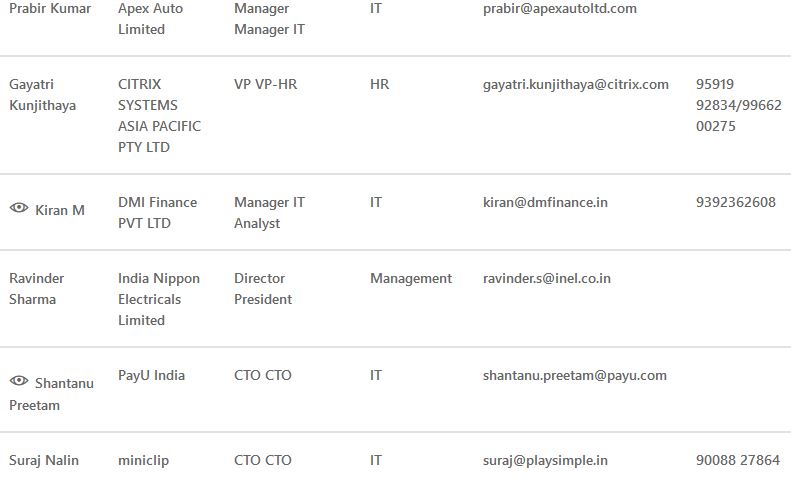 Prabir Kumar Apex Auto Manager IT prabir@apexautoltd.com
Limited Manager IT
Gayatri CITRIX VP VP-HR HR gayatri.kunjithaya@citrix.com 95919
Kunjithaya SYSTEMS 92834/99662
ASIA PACIFIC 00275
PTY LTD
Kiran M DMI Finance Manager IT IT kiran@dmfinance.in 9392362608
PVT LTD Analyst
Ravinder India Nippon Director Management ravinder.s@inel.co.in
Sharma Electricals President
Limited
Shantanu PayU India CTO CTO IT shantanu.preetam@payu.com
Preetam
Suraj Nalin miniclip CTO CTO IT suraj@playsimple.in 90088 27864